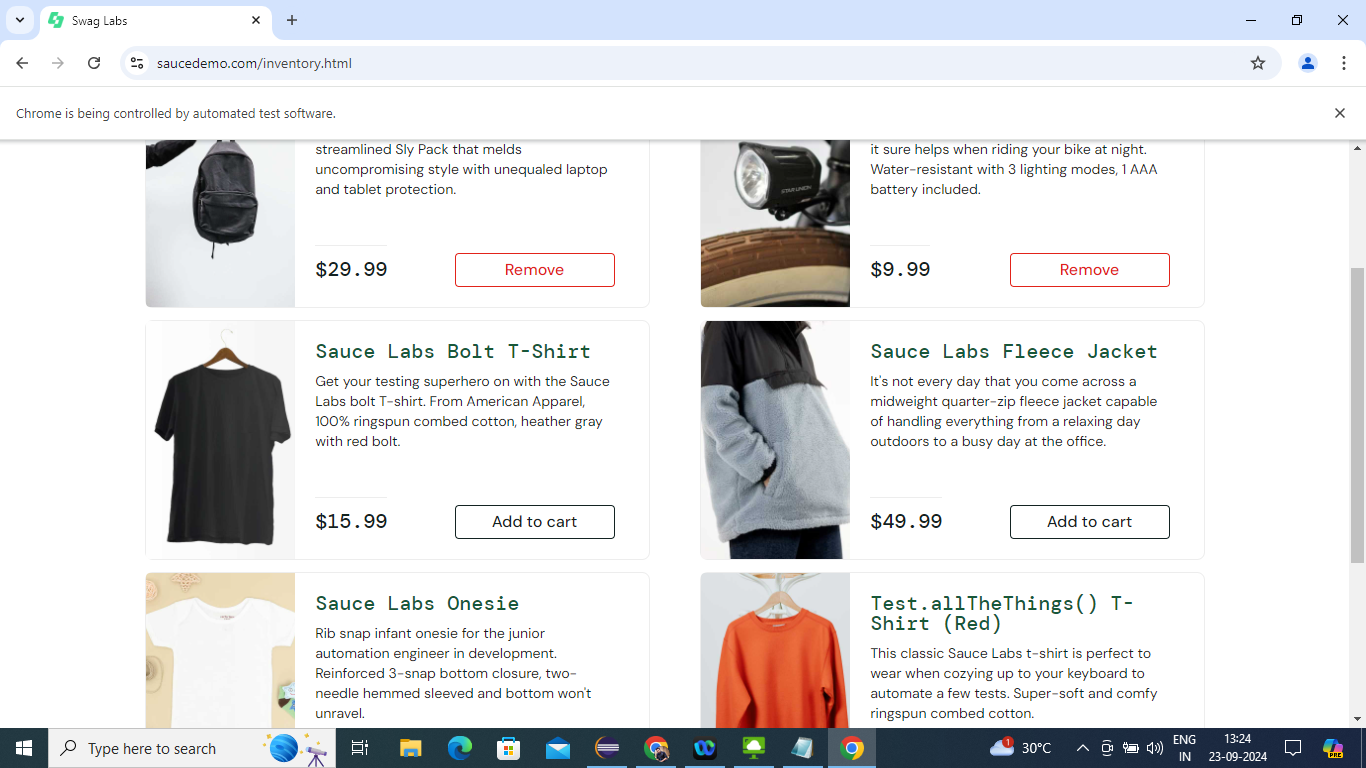 Swag Labs
saucedemo.com/inventory.html
Chrome is being controlled by automated test software.
streamlined Sly Pack that melds
uncompromising style with unequaled laptop
and tablet protection.
$29.99
Remove
STAR UNION
it sure helps when riding your bike at night.
Water-resistant with 3 lighting modes, 1 AAA
battery included.
$9.99
Remove
Sauce Labs Bolt T-Shirt
Get your testing superhero on with the Sauce
Labs bolt T-shirt. From American Apparel,
100% ringspun combed cotton, heather gray
with red bolt.
$15.99
Add to cart
Sauce Labs Fleece Jacket
It's not every day that you come across a
midweight quarter-zip fleece jacket capable
of handling everything from a relaxing day
outdoors to a busy day at the office.
$49.99
Add to cart
Sauce Labs Onesie
Rib snap infant onesie for the junior
automation engineer in development.
Reinforced 3-snap bottom closure, two-
needle hemmed sleeved and bottom won't
unravel.
Test.allTheThings() T-
Shirt (Red)
This classic Sauce Labs t-shirt is perfect to
wear when cozying up to your keyboard to
automate a few tests. Super-soft and comfy
ringspun combed cotton.
Type here to search
1
30°C
ENG
IN
13:24
23-09-2024
PRE